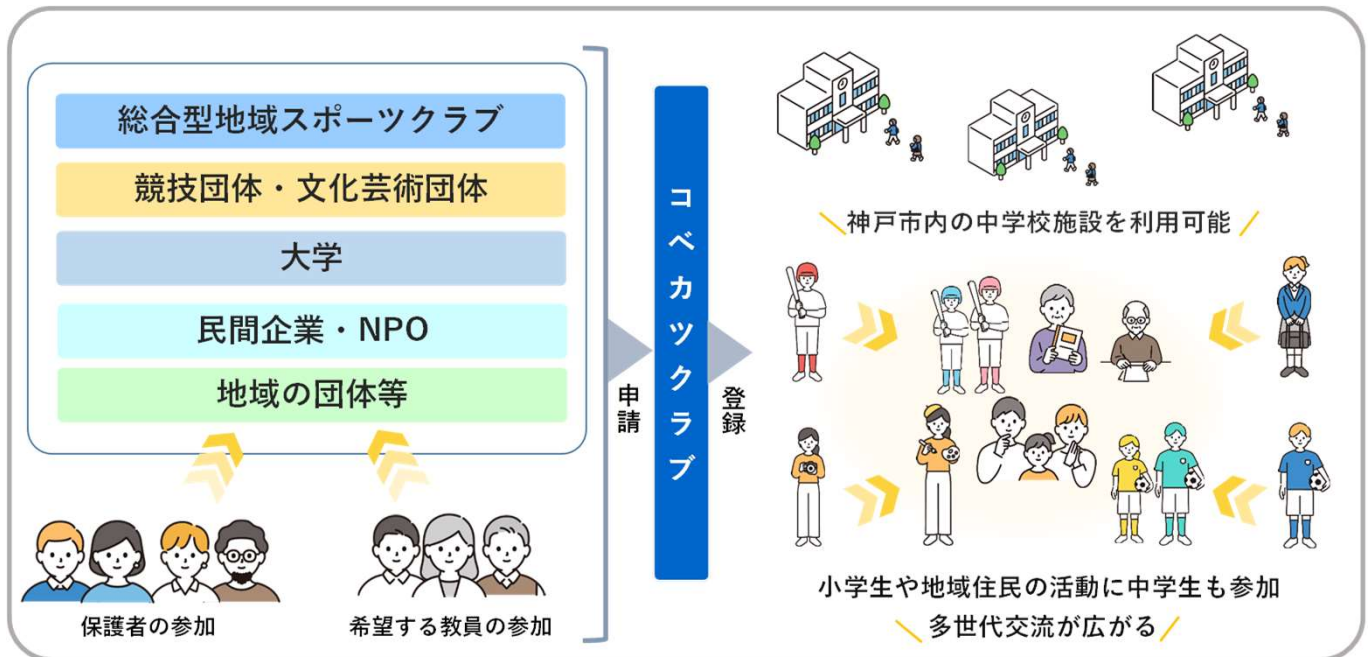 総合型地域スポーツクラブ
競技団体・文化芸術団体
大学
民間企業・NPO
地域の団体等
保護者の参加
希望する教員の参加
申請
コベカツクラブ
登録
神戸市内の中学校施設を利用可能
小学生や地域住民の活動に中学生も参加
多世代交流が広がる